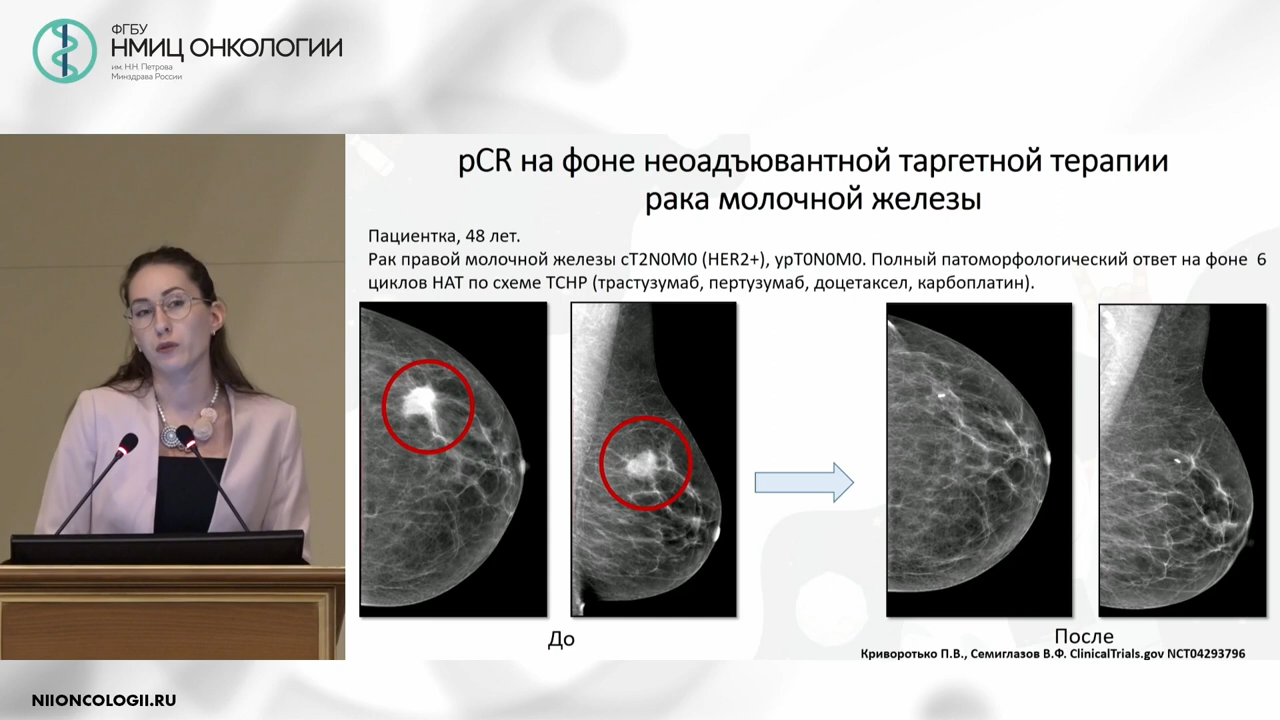 ФГБУ
НМИЦ ОНКОЛОГИИ
им. Н.Н. Петрова
Минздрава России
pCR на фоне неоадъювантной таргетной терапии
рака молочной железы
Пациентка, 48 лет.
Рак правой молочной железы cT2N0M0 (HER2+), ypT0N0M0. Полный патоморфологический ответ на фоне 6
циклов НАТ по схеме TCHP (трастузумаб, пертузумаб, доцетаксел, карбоплатин).
До
После
Криворотько П.В., Семиглазов В.Ф. ClinicalTrials.gov NCT04293796
NIIONCOLOGII.RU